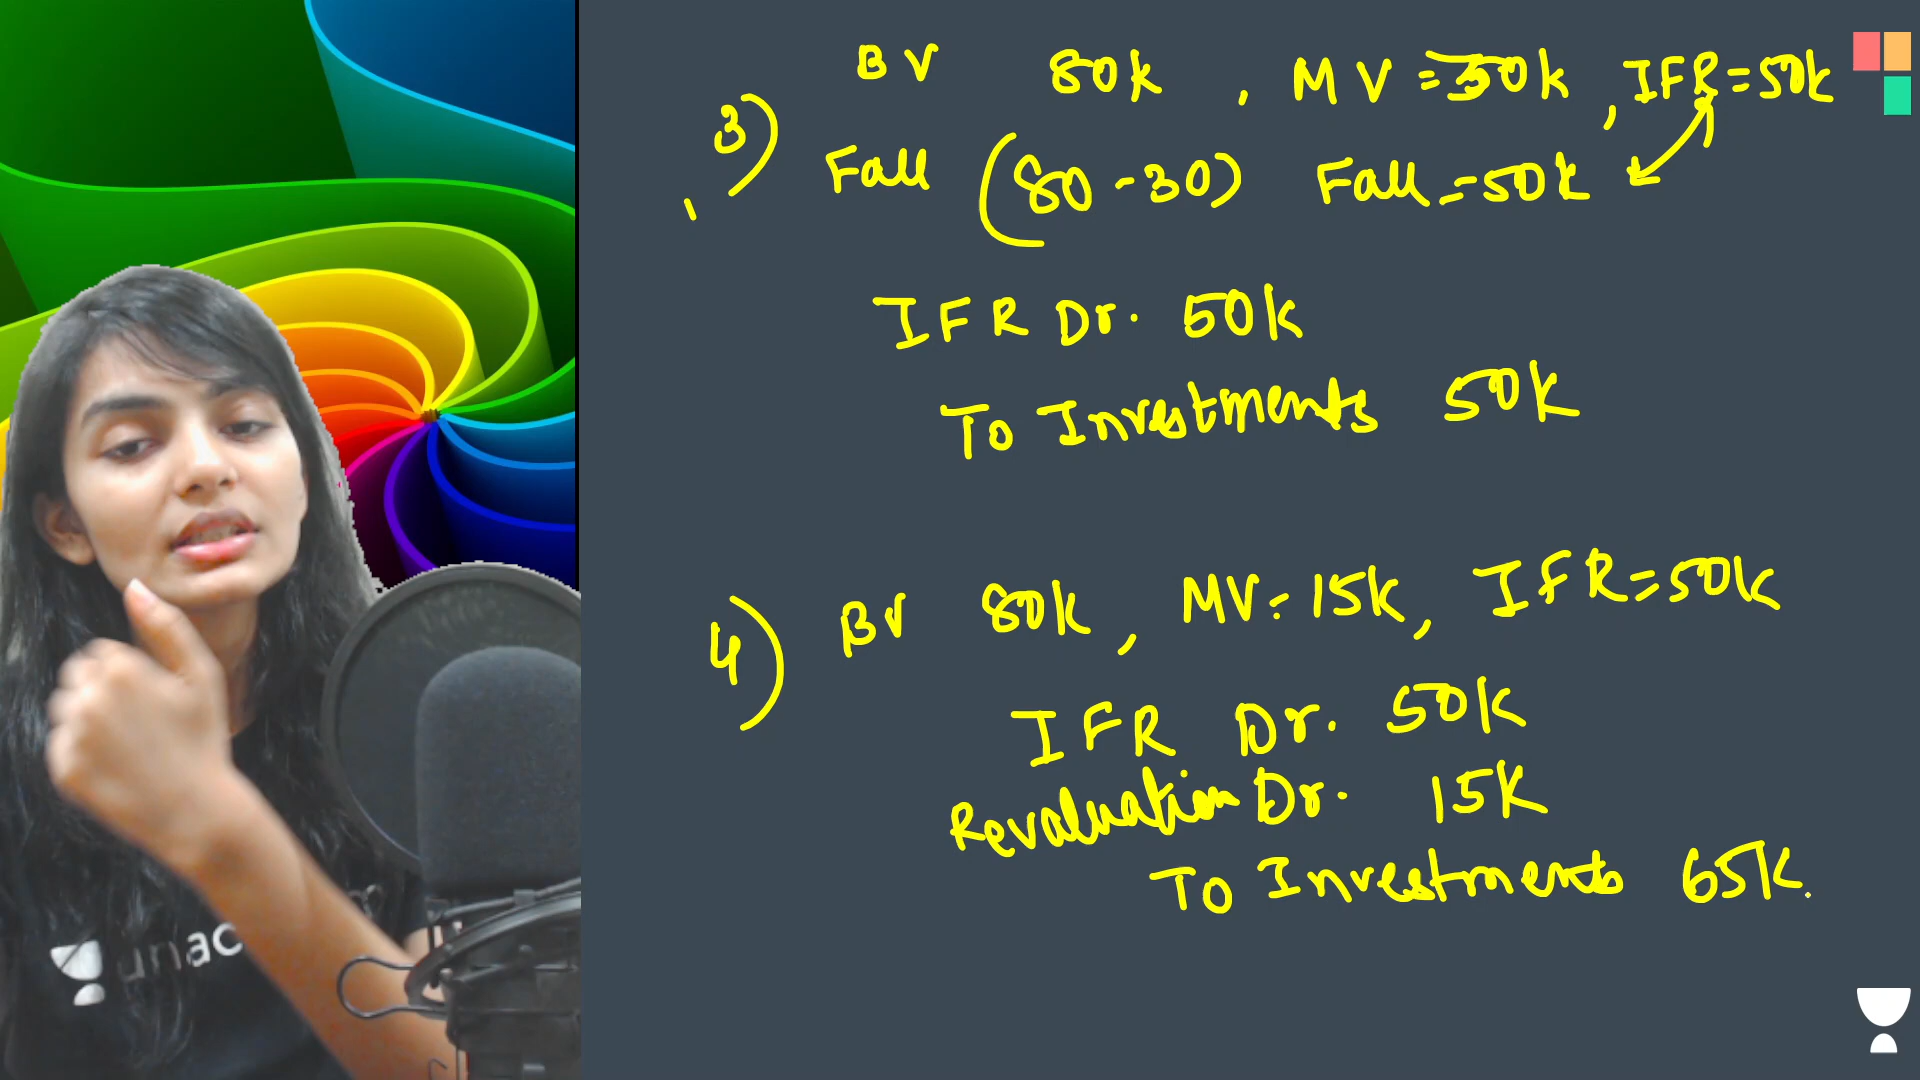 BV 80k, MV = 30k, IFR = 50k
3)
Fall (80 - 30) Fall = 50k
IFR Dr. 50k
To Investments 50k
4) BV 80k, MV = 15k, IFR = 50k
IFR Dr. 50k
Revaluation Dr. 15k
To Investments 65k.
unac